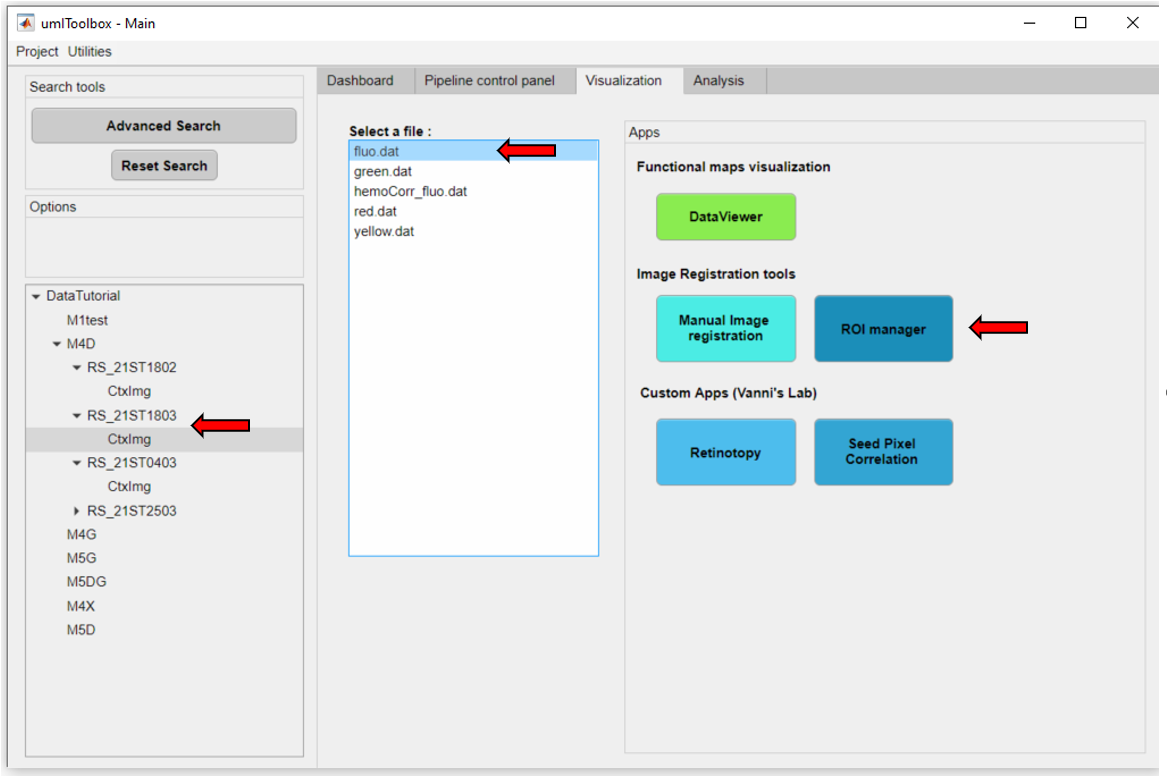 umIToolbox - Main
Project Utilities
Search tools
Advanced Search
Reset Search
Options
DataTutorial
M1test
M4D
RS_21ST1802
CtxImg
RS_21ST1803
CtxImg
RS_21ST0403
CtxImg
RS_21ST2503
M4G
M5G
M5DG
M4X
M5D
Dashboard Pipeline control panel Visualization Analysis
Select a file :
fluo.dat
green.dat
hemoCorr_fluo.dat
red.dat
yellow.dat
Apps
Functional maps visualization
DataViewer
Image Registration tools
Manual Image
registration
ROI manager
Custom Apps (Vanni's Lab)
Retinotopy
Seed Pixel
Correlation